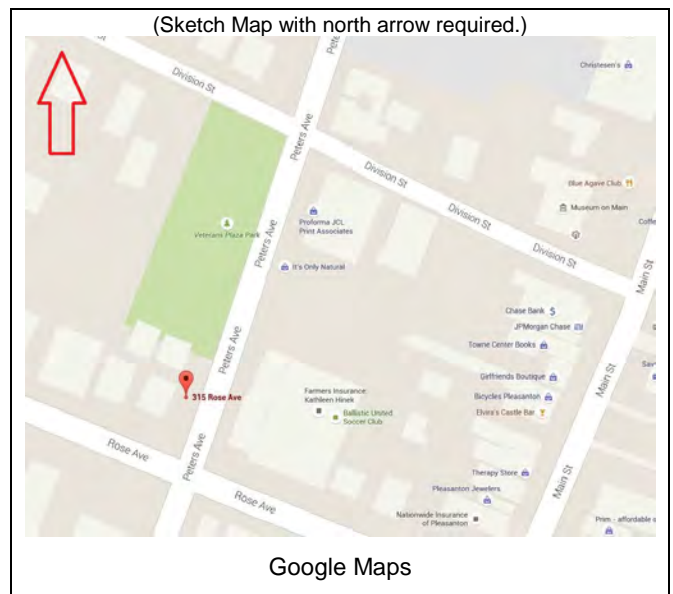 (Sketch Map with north arrow required.)
Division St
Peters Ave
Christesen's
Division St
Division St
Division St
Blue Agave Club
Museum on Main
Veterans Plaza Park
Peters Ave
Proforma JCL
Print Associates
It's Only Natural
Main St
Chase Bank
JPMorgan Chase
Towne Center Books
Girlfriends Boutique
Bicycles Pleasanton
Elvira's Castle Bar
Main St
Peters Ave
315 Rose Ave
Farmers Insurance:
Kathleen Hinek
Ballistic United
Soccer Club
Rose Ave
Peters Ave
Rose Ave
Therapy Store
Pleasanton Jewelers
Nationwide Insurance
of Pleasanton
Main St
Prim - affordable
Google Maps